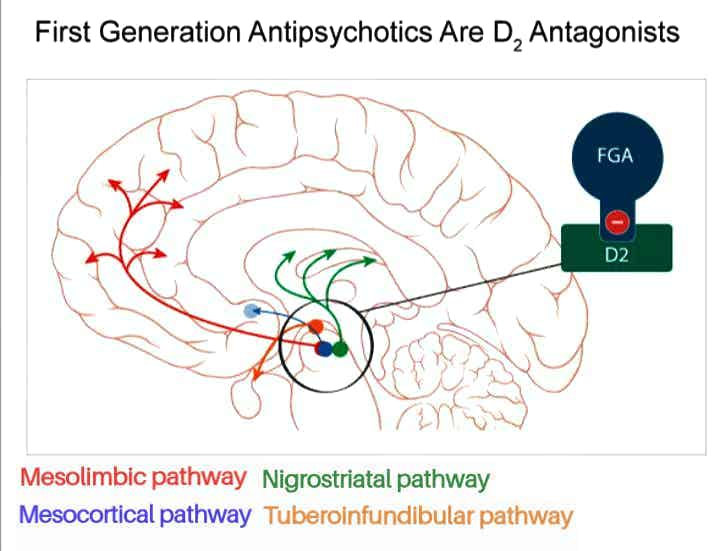 First Generation Antipsychotics Are D₂ Antagonists
FGA
D2
Mesolimbic pathway Nigrostriatal pathway
Mesocortical pathway Tuberoinfundibular pathway